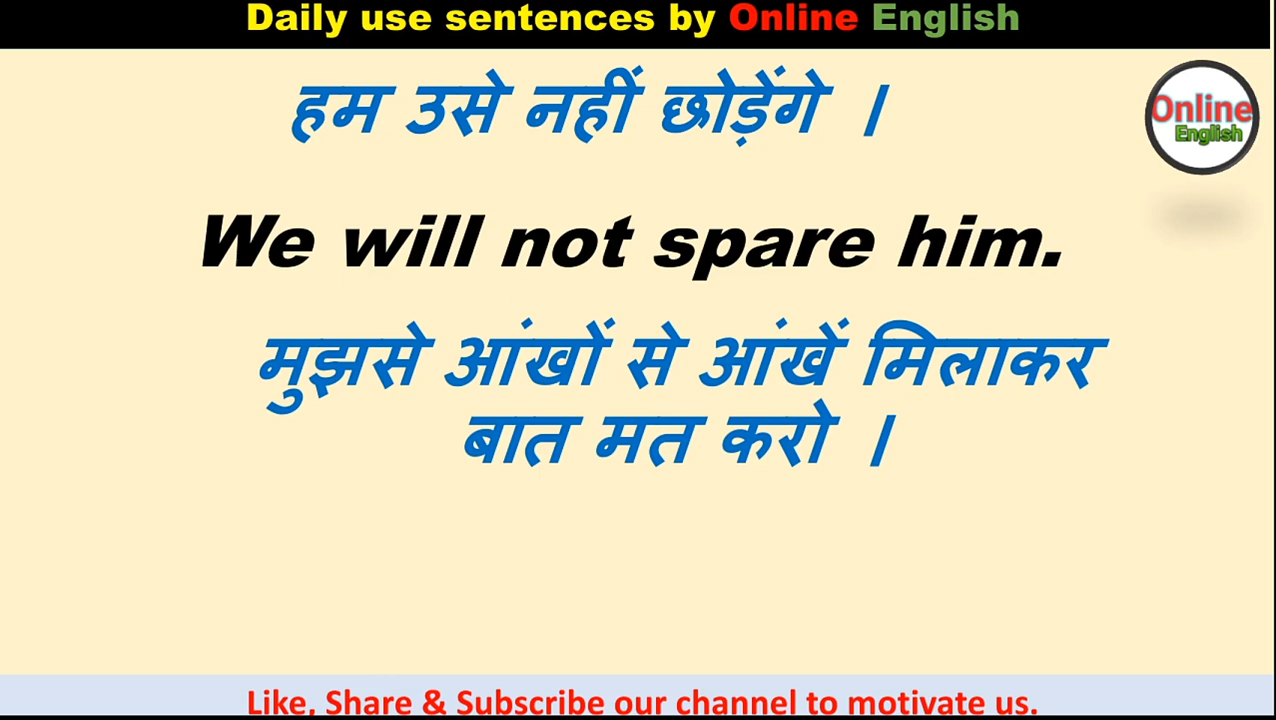 Daily use sentences by Online English
हम उसे नहीं छोड़ेंगे ।
Online
English
We will not spare him.
मुझसे आंखों से आंखें मिलाकर
बात मत करो ।
Like, Share & Subscribe our channel to motivate us.